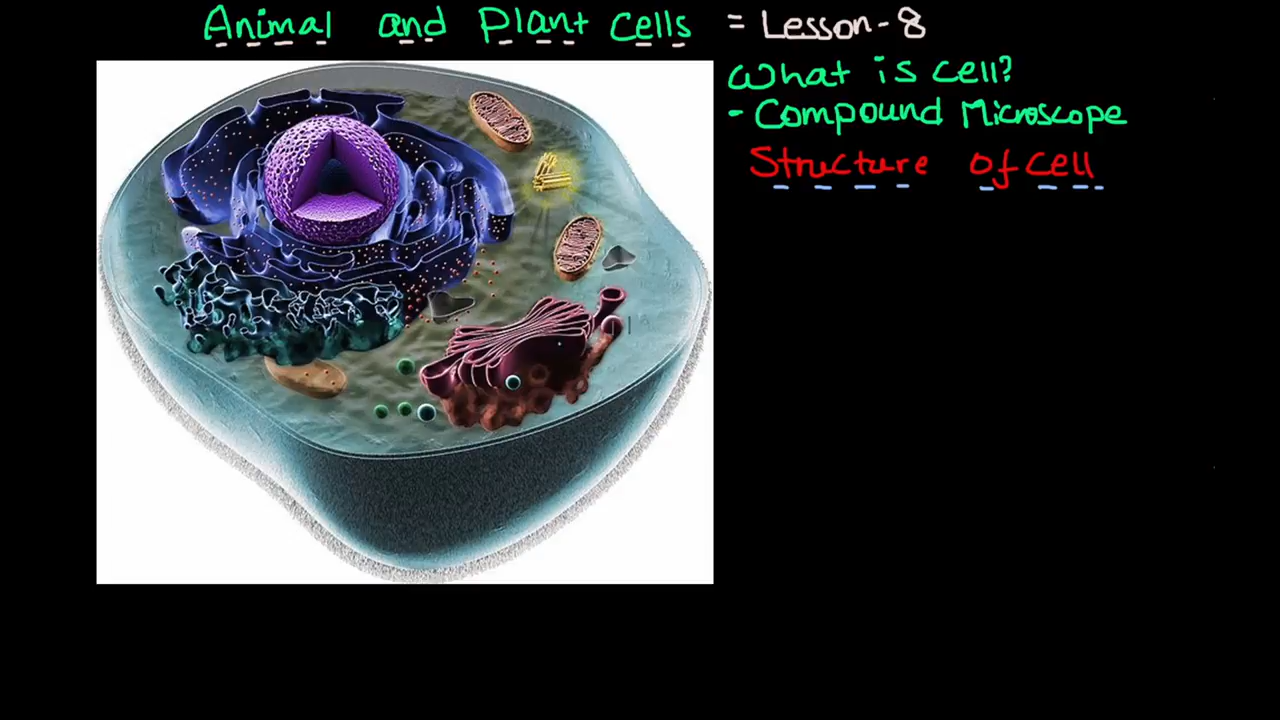 Animal and Plant Cells = Lesson-8
What is cell?
- Compound Microscope
Structure of cell